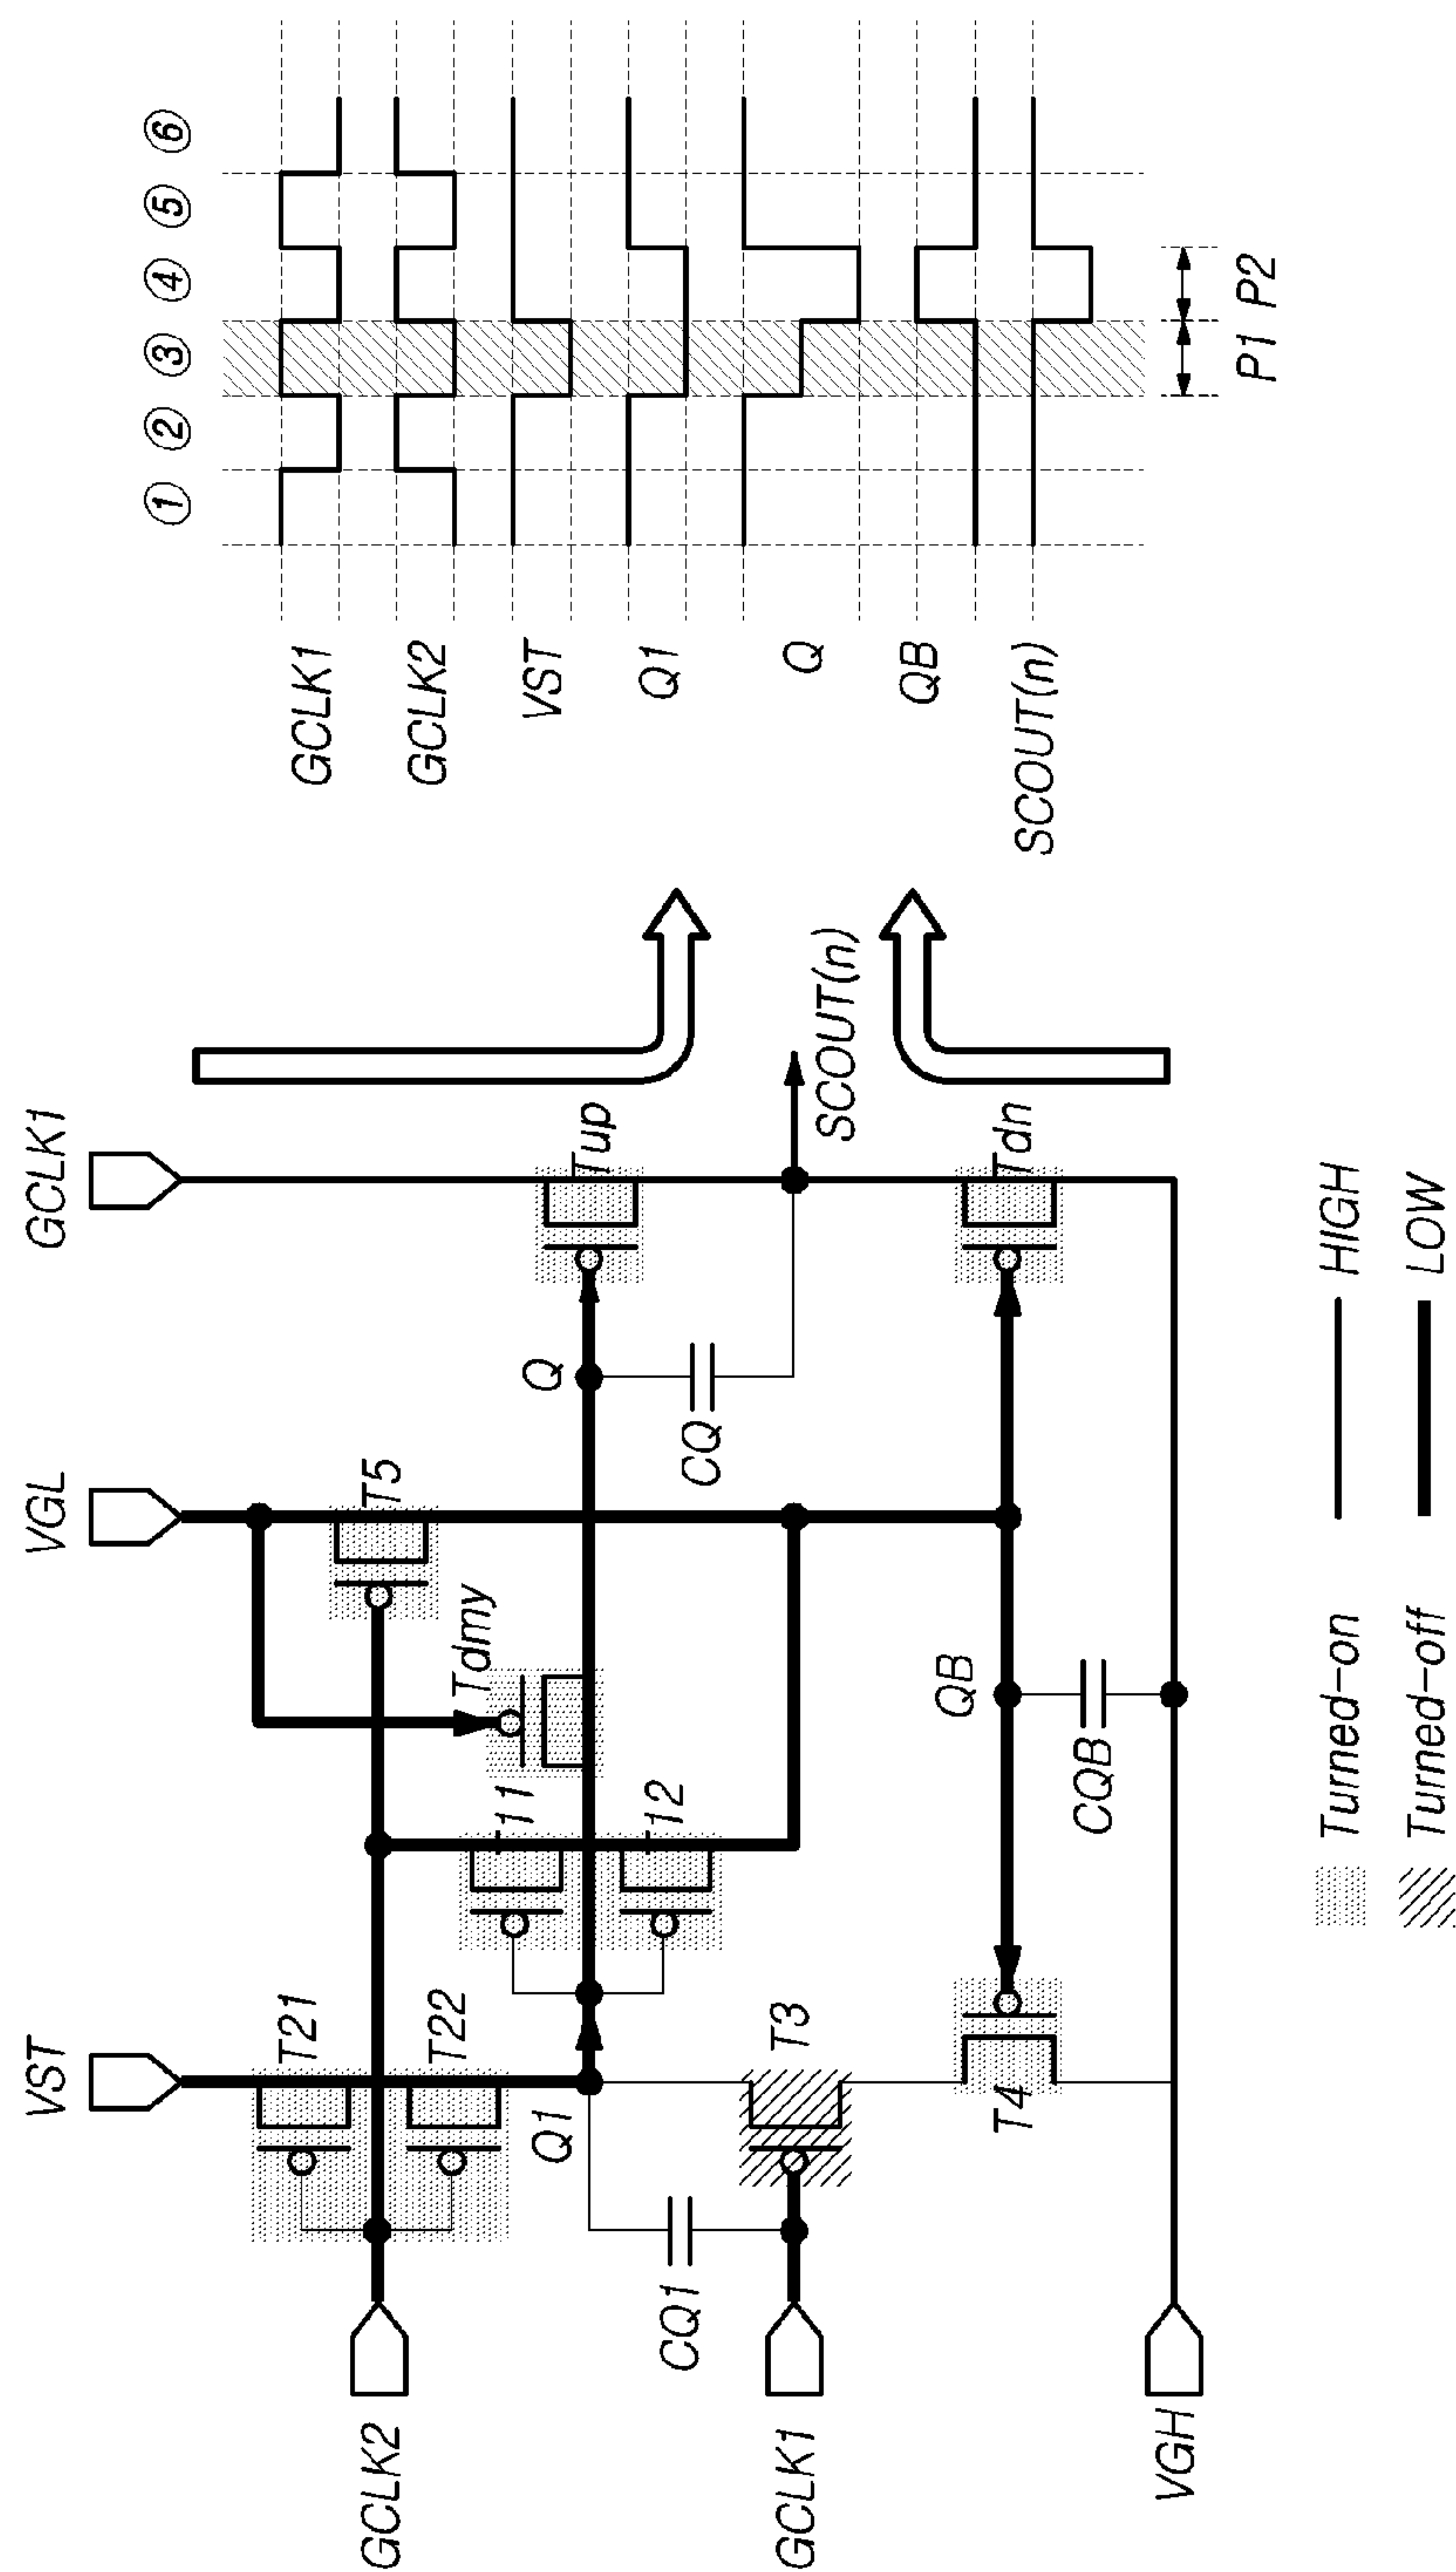 VST
VGL
GCLK1
T21
T22
T5
Tdmy
T11
T12
Tup
Q
Q1
CQ
SCOUT(n)
GCLK2
CQ1
T3
GCLK1
QB
Tdn
T4
CQB
VGH
Turned-on
HIGH
Turned-off
LOW
① ② ③ ④ ⑤ ⑥
GCLK1
GCLK2
VST
Q1
Q
QB
SCOUT(n)
P1 P2